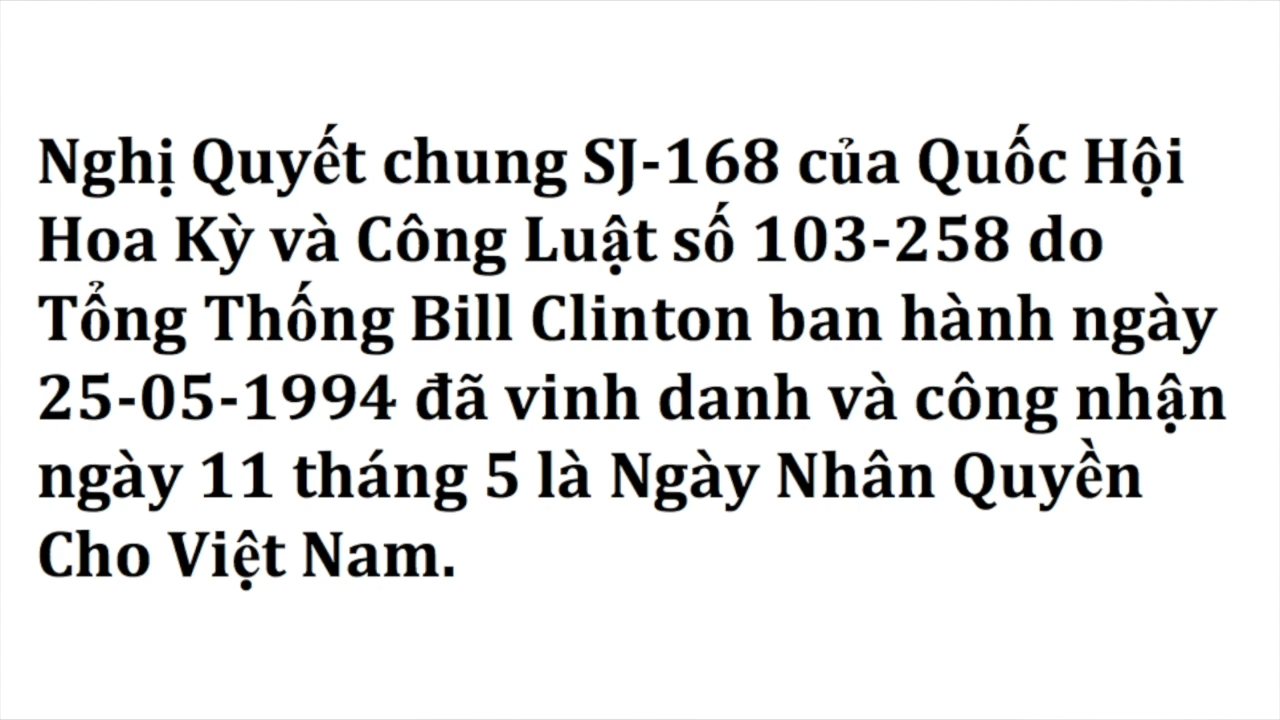 Nghị Quyết chung SJ-168 của Quốc Hội
Hoa Kỳ và Công Luật số 103-258 do
Tổng Thống Bill Clinton ban hành ngày
25-05-1994 đã vinh danh và công nhận
ngày 11 tháng 5 là Ngày Nhân Quyền
Cho Việt Nam.